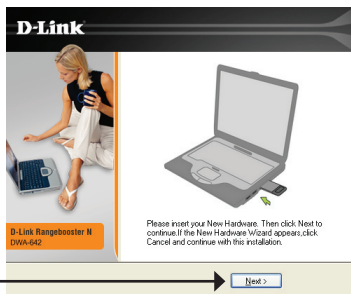 D-Link
Please insert your New Hardware. Then click Next to
continue.If the New Hardware Wizard appears,click
Cancel and continue with this installation.
D-Link Rangebooster N
DWA-642
Next >